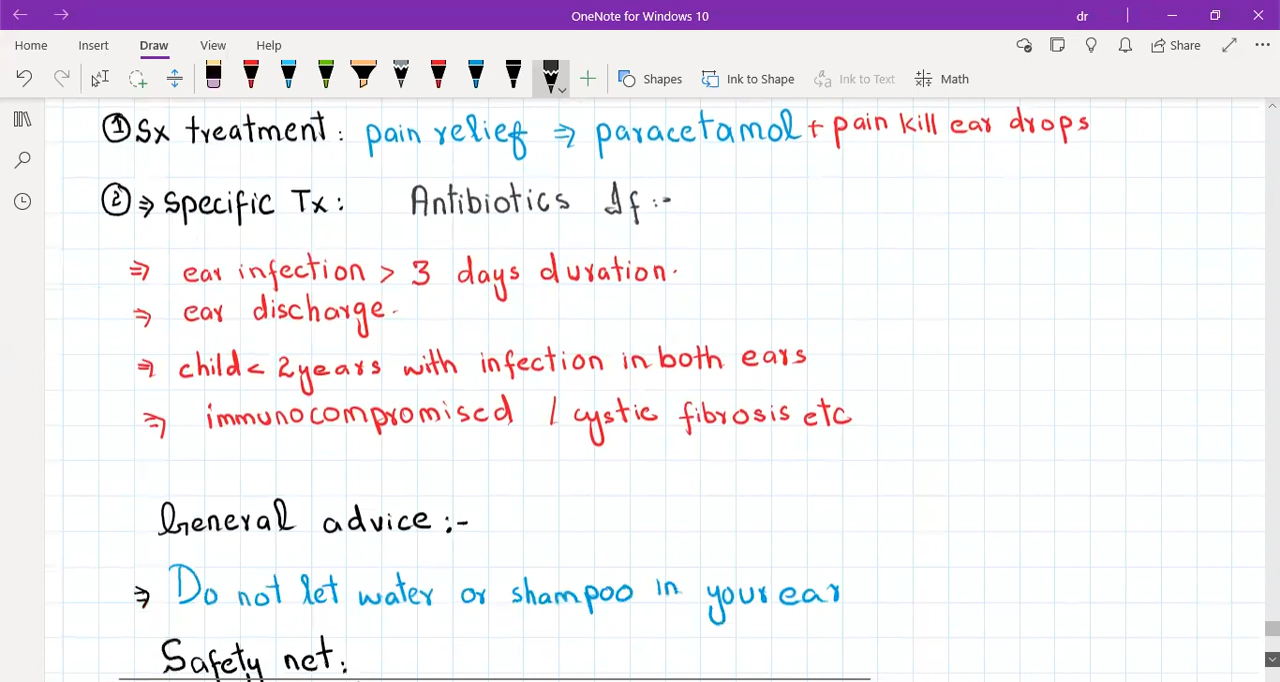 OneNote for Windows 10
dr
Home Insert Draw View Help
Share
Shapes Ink to Shape Ink to Text Math
① Sx treatment: pain relief ⇒ paracetamol + pain kill ear drops
② ⇒ Specific Tx: Antibiotics If :-
⇒ ear infection > 3 days duration.
⇒ ear discharge.
⇒ child < 2 years with infection in both ears
⇒ immunocompromised / cystic fibrosis etc
General advice :-
⇒ Do not let water or shampoo in your ear
Safety net: